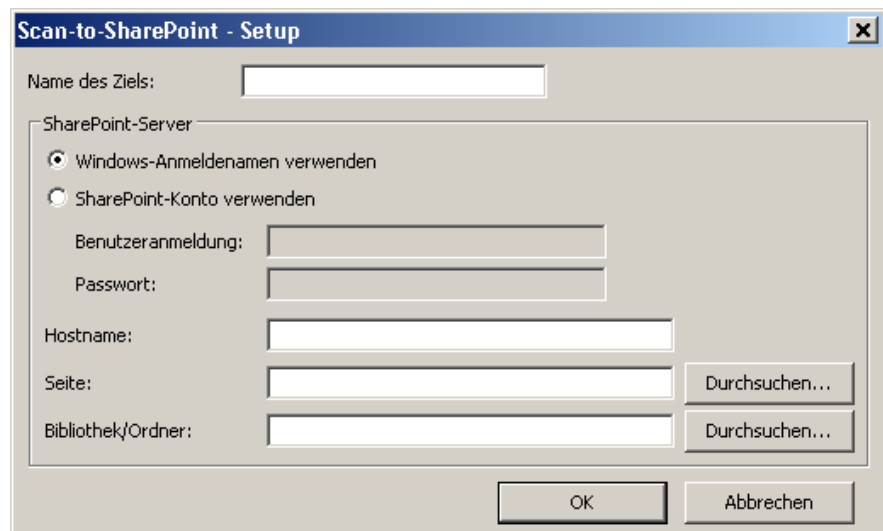 Scan-to-SharePoint - Setup
Name des Ziels:
SharePoint-Server
Windows-Anmeldenamen verwenden
SharePoint-Konto verwenden
Benutzeranmeldung:
Passwort:
Hostname:
Seite:
Durchsuchen...
Bibliothek/Ordner:
Durchsuchen...
OK
Abbrechen